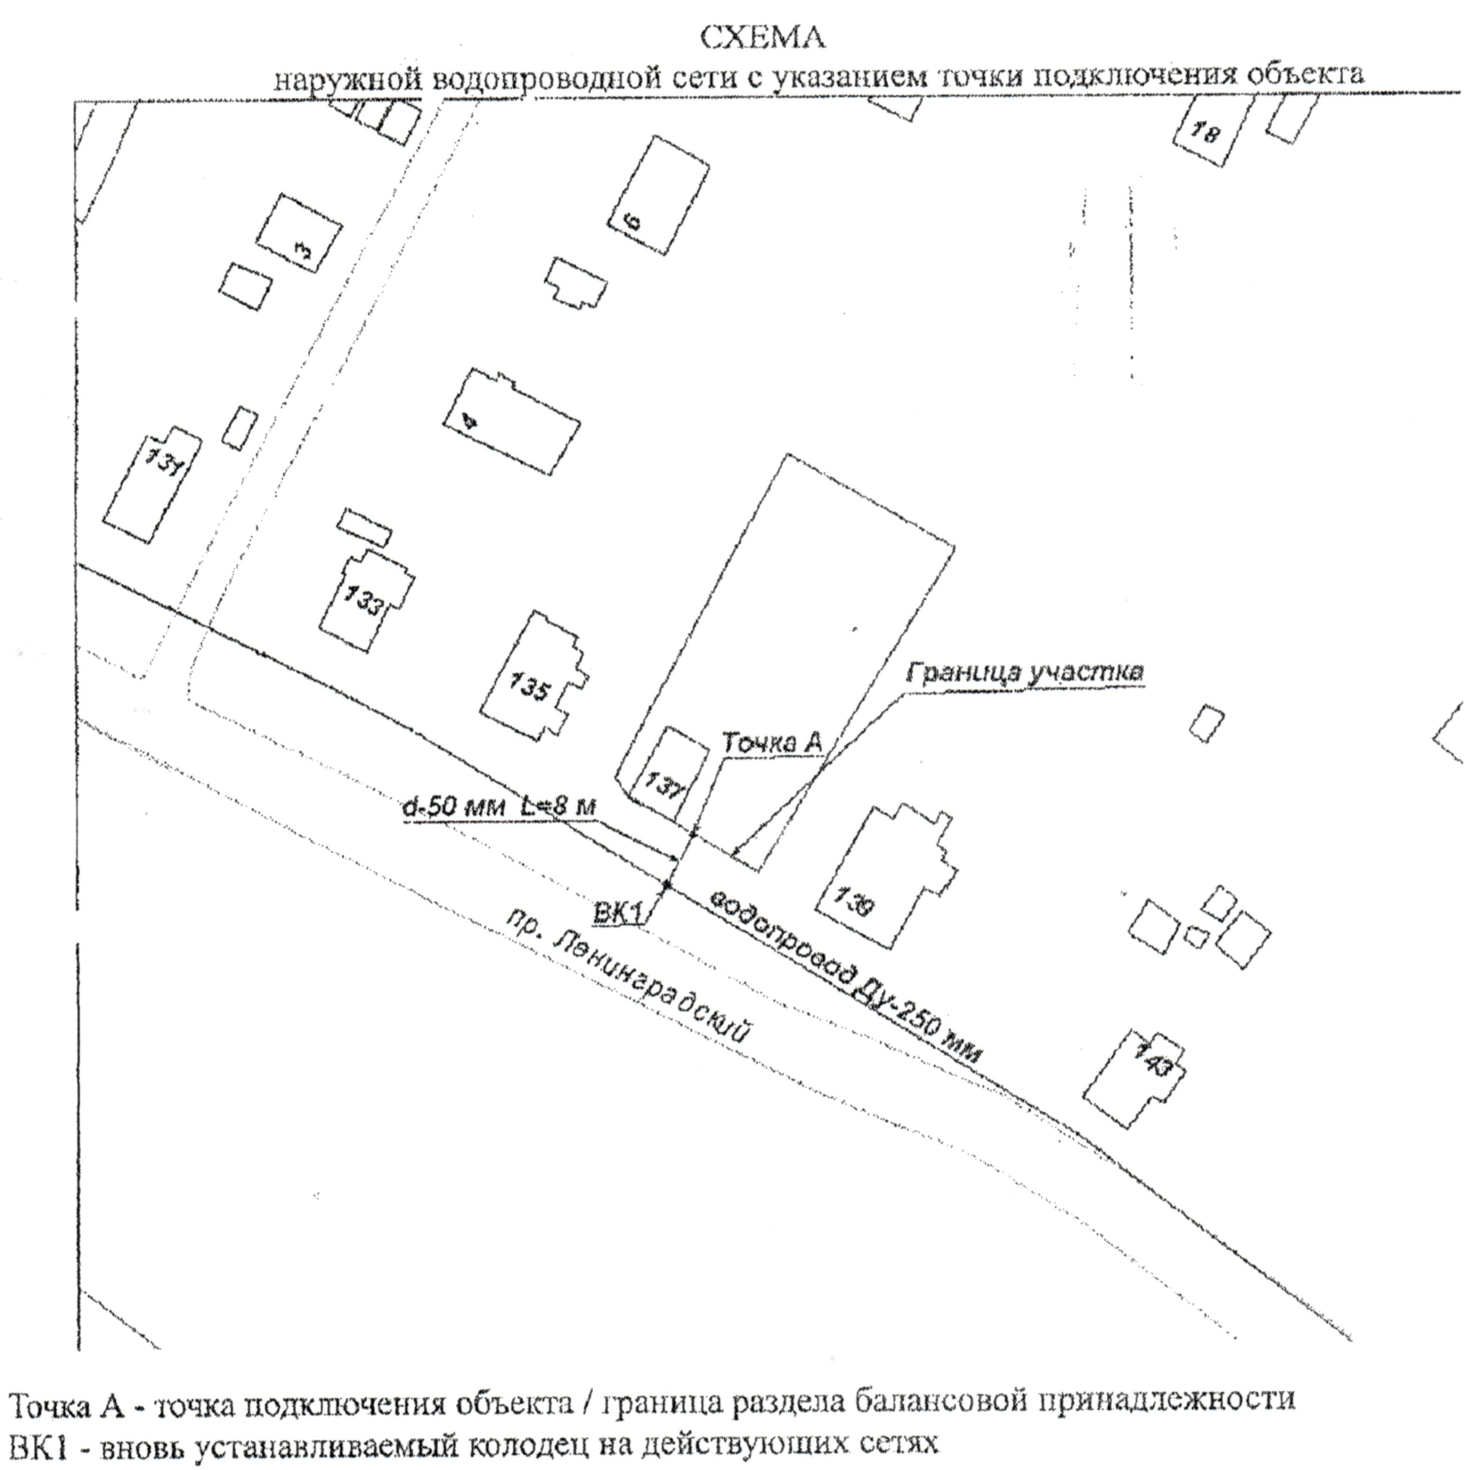 СХЕМА
наружной водопроводной сети с указанием точки подключения объекта
18
6
3
4
131
133
135
Граница участка
Точка А
137
d-50 мм L=8 м
139
ВК1
водопровод Ду-250 мм
пр. Ленинградский
143
Точка А - точка подключения объекта / граница раздела балансовой принадлежности
ВК1 - вновь устанавливаемый колодец на действующих сетях